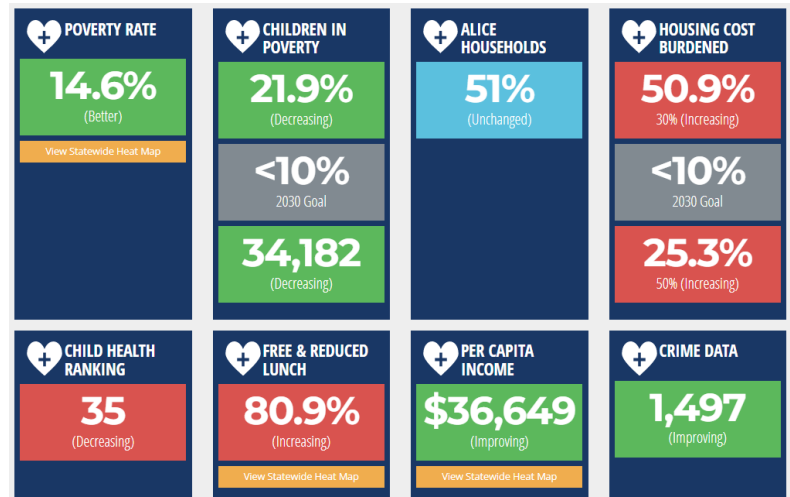 POVERTY RATE
14.6%
(Better)
View Statewide Heat Map
CHILDREN IN
POVERTY
21.9%
(Decreasing)
<10%
2030 Goal
34,182
(Decreasing)
ALICE
HOUSEHOLDS
51%
(Unchanged)
HOUSING COST
BURDENED
50.9%
30% (Increasing)
<10%
2030 Goal
25.3%
50% (Increasing)
CHILD HEALTH
RANKING
35
(Decreasing)
FREE & REDUCED
LUNCH
80.9%
(Increasing)
View Statewide Heat Map
PER CAPITA
INCOME
$36,649
(Improving)
View Statewide Heat Map
CRIME DATA
1,497
(Improving)